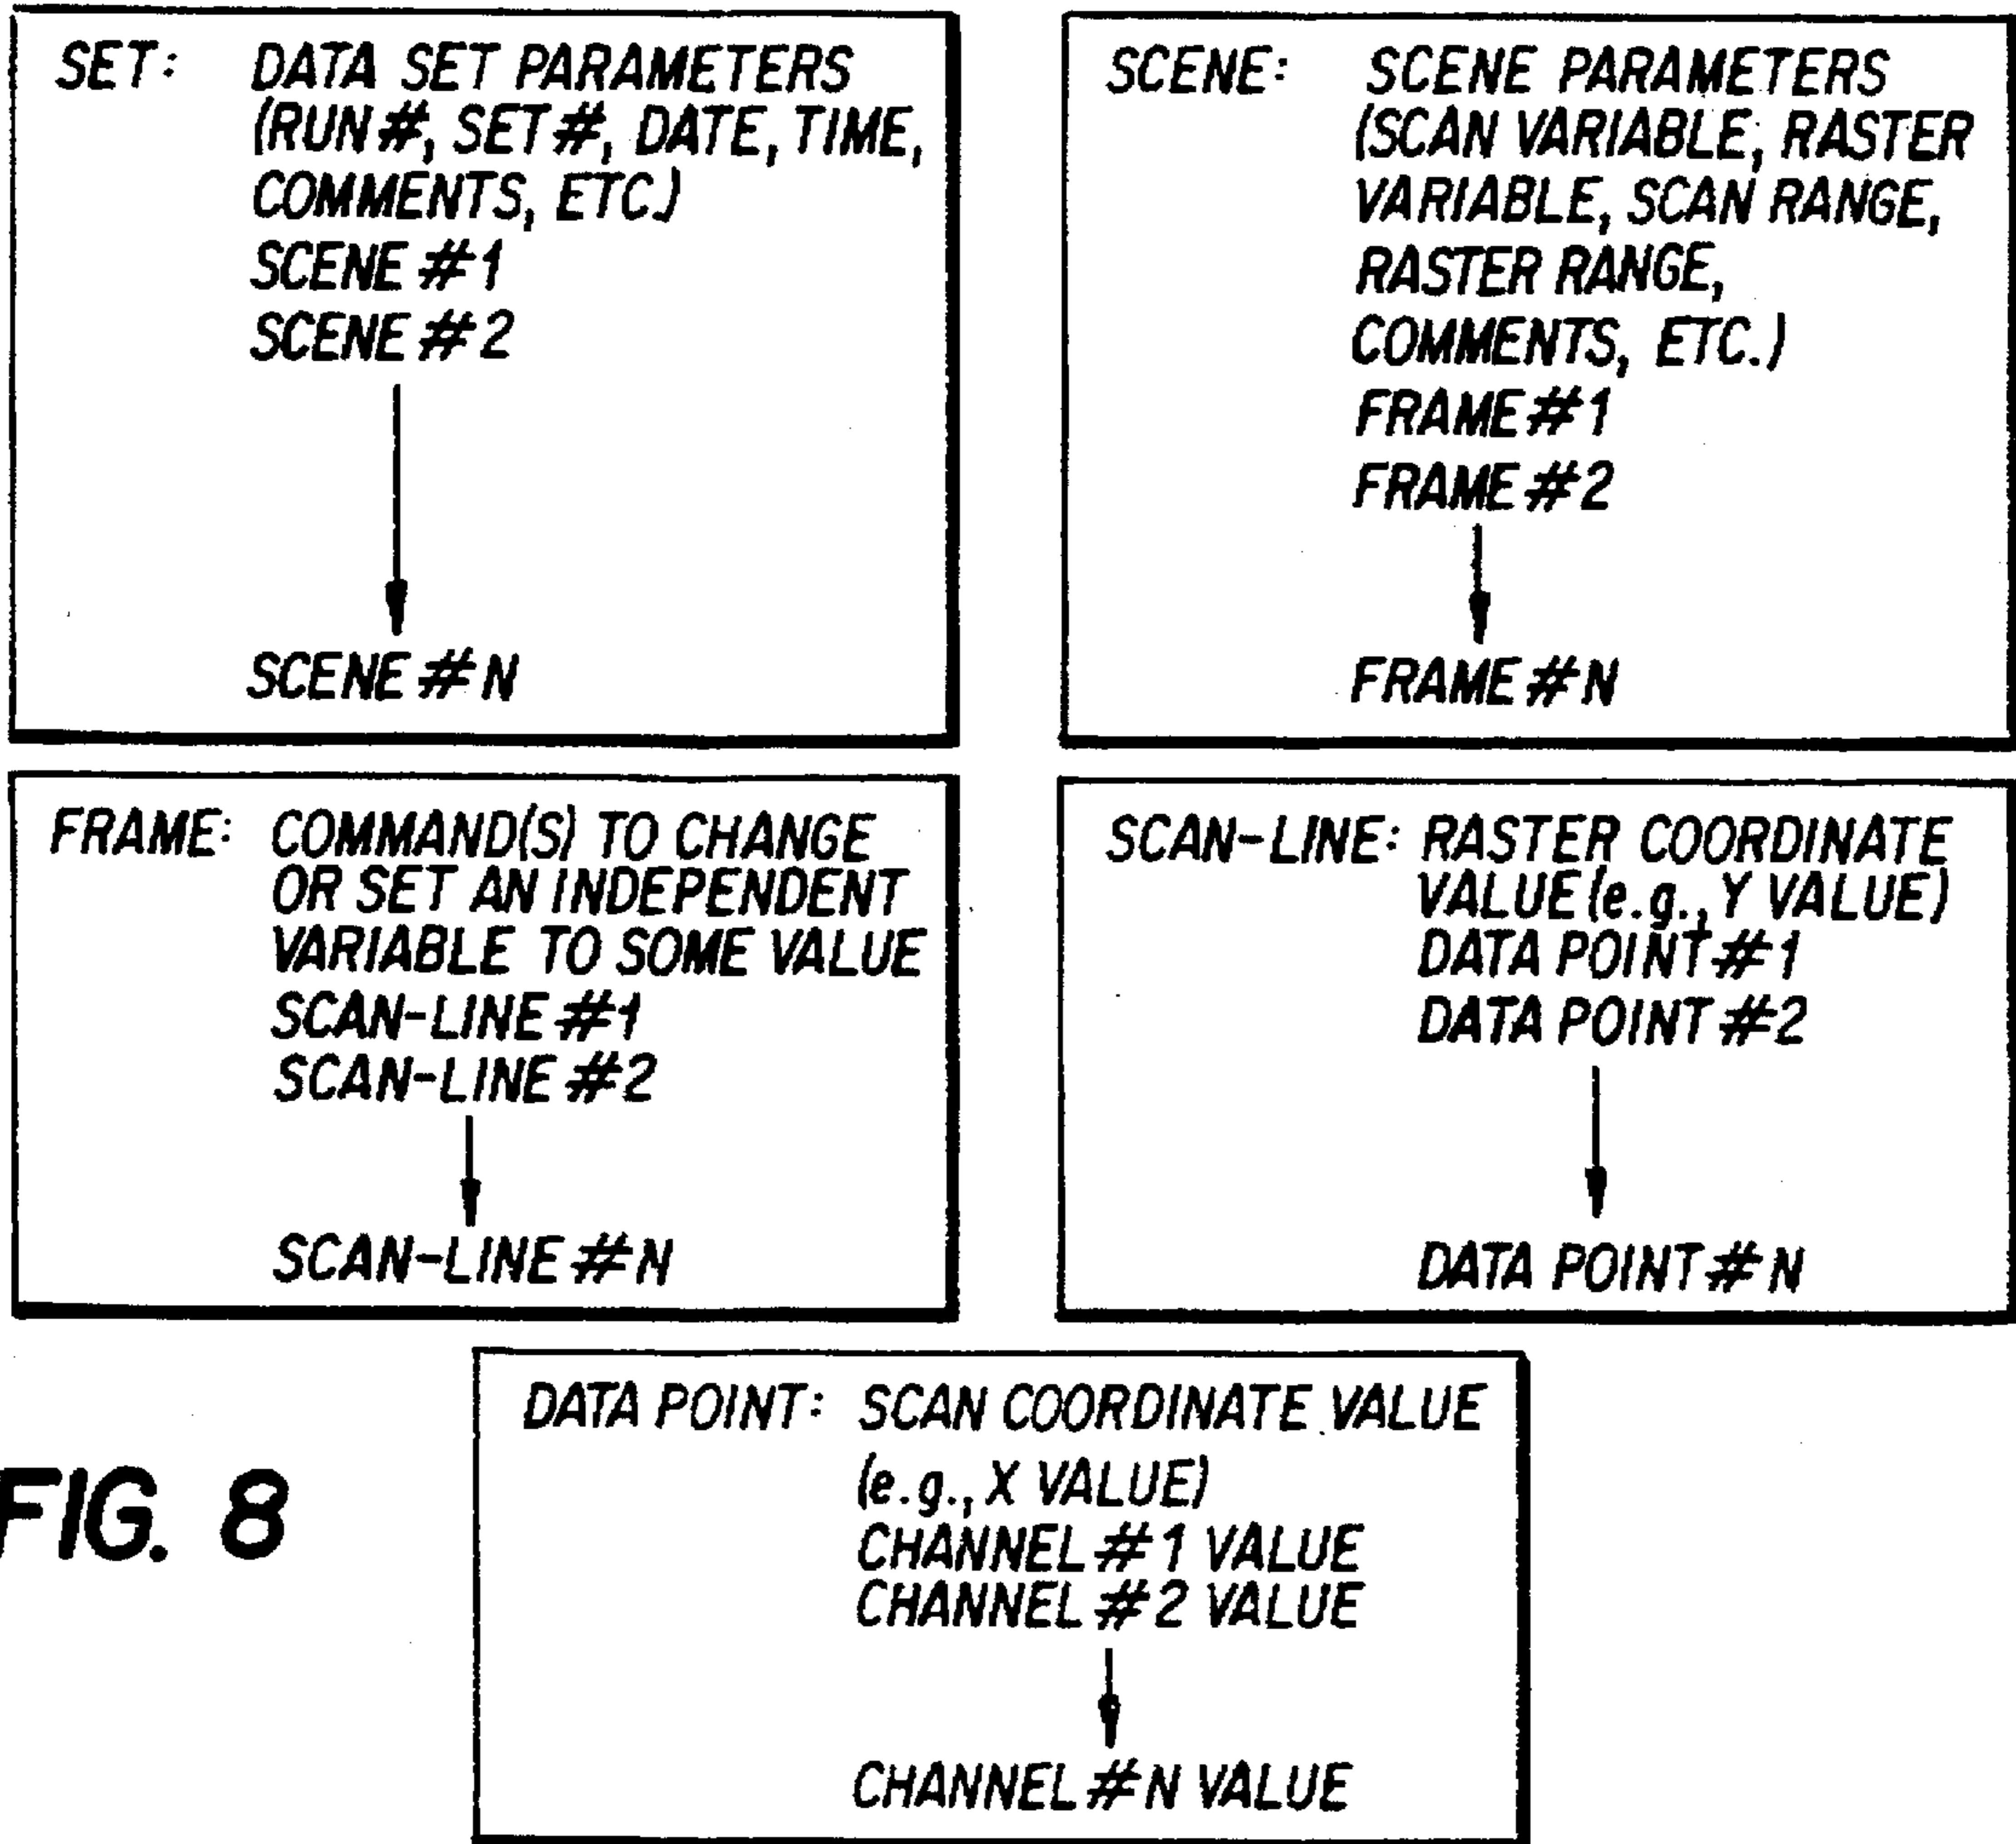 SET: DATA SET PARAMETERS
(RUN #, SET #, DATE, TIME,
COMMENTS, ETC.)
SCENE #1
SCENE #2
SCENE #N
SCENE: SCENE PARAMETERS
(SCAN VARIABLE, RASTER
VARIABLE, SCAN RANGE,
RASTER RANGE,
COMMENTS, ETC.)
FRAME #1
FRAME #2
FRAME #N
FRAME: COMMAND(S) TO CHANGE
OR SET AN INDEPENDENT
VARIABLE TO SOME VALUE
SCAN-LINE #1
SCAN-LINE #2
SCAN-LINE #N
SCAN-LINE: RASTER COORDINATE
VALUE (e.g., Y VALUE)
DATA POINT #1
DATA POINT #2
DATA POINT #N
DATA POINT: SCAN COORDINATE VALUE
(e.g., X VALUE)
CHANNEL #1 VALUE
CHANNEL #2 VALUE
CHANNEL #N VALUE
FIG. 8